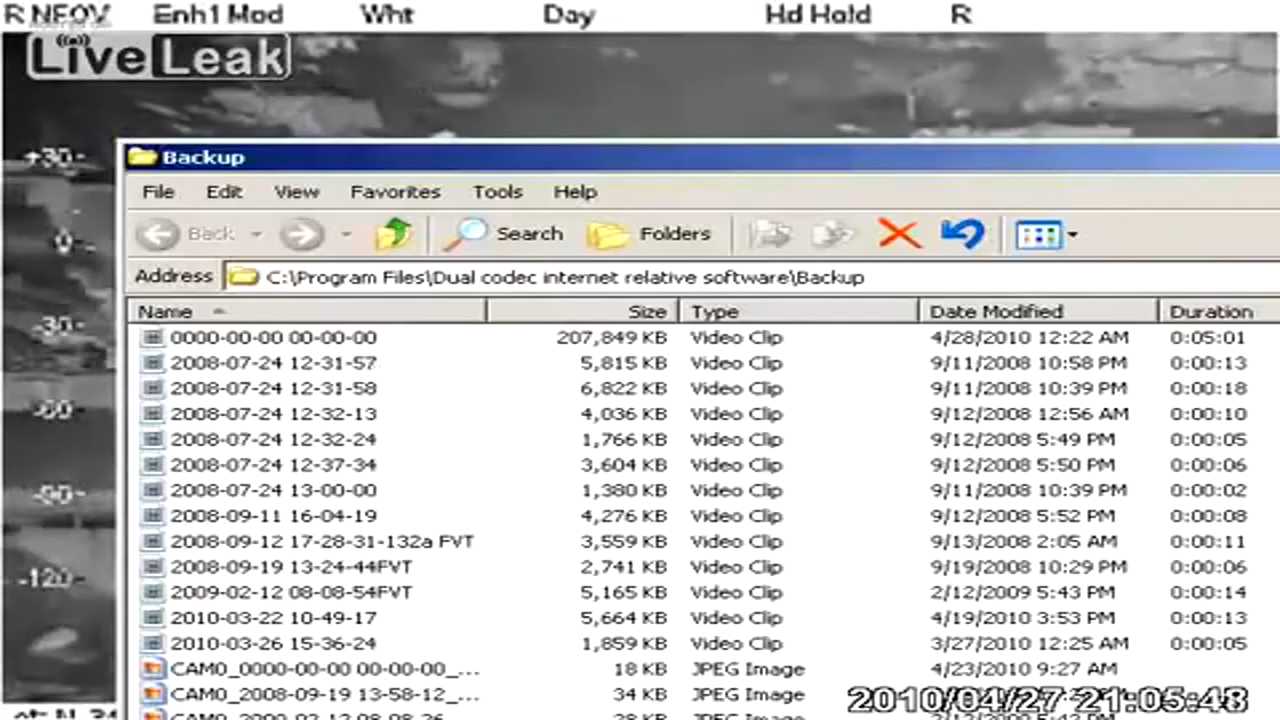 R NFOV Enh1 Mod Wht Day Hd Hold R
LiveLeak
Backup
File Edit View Favorites Tools Help
Back Search Folders
Address C:\Program Files\Dual codec internet relative software\Backup
Name Size Type Date Modified Duration
0000-00-00 00-00-00 207,849 KB Video Clip 4/28/2010 12:22 AM 0:05:01
2008-07-24 12-31-57 5,815 KB Video Clip 9/11/2008 10:58 PM 0:00:13
2008-07-24 12-31-58 6,822 KB Video Clip 9/11/2008 10:39 PM 0:00:18
2008-07-24 12-32-13 4,036 KB Video Clip 9/12/2008 12:56 AM 0:00:10
2008-07-24 12-32-24 1,766 KB Video Clip 9/12/2008 5:49 PM 0:00:05
2008-07-24 12-37-34 3,604 KB Video Clip 9/12/2008 5:50 PM 0:00:06
2008-07-24 13-00-00 1,380 KB Video Clip 9/11/2008 10:39 PM 0:00:02
2008-09-11 16-04-19 4,276 KB Video Clip 9/12/2008 5:52 PM 0:00:08
2008-09-12 17-28-31-132a FVT 3,559 KB Video Clip 9/13/2008 2:05 AM 0:00:11
2008-09-19 13-24-44FVT 2,741 KB Video Clip 9/19/2008 10:29 PM 0:00:06
2009-02-12 08-08-54FVT 5,165 KB Video Clip 2/12/2009 5:43 PM 0:00:14
2010-03-22 10-49-17 5,664 KB Video Clip 4/19/2010 3:53 PM 0:00:13
2010-03-26 15-36-24 1,859 KB Video Clip 3/27/2010 12:25 AM 0:00:05
CAM0_0000-00-00 00-00-00_... 18 KB JPEG Image 4/23/2010 9:27 AM
CAM0_2008-09-19 13-58-12_... 34 KB JPEG Image
2010/04/27 21:05:48
+30
0
-30
-60
-90
-120